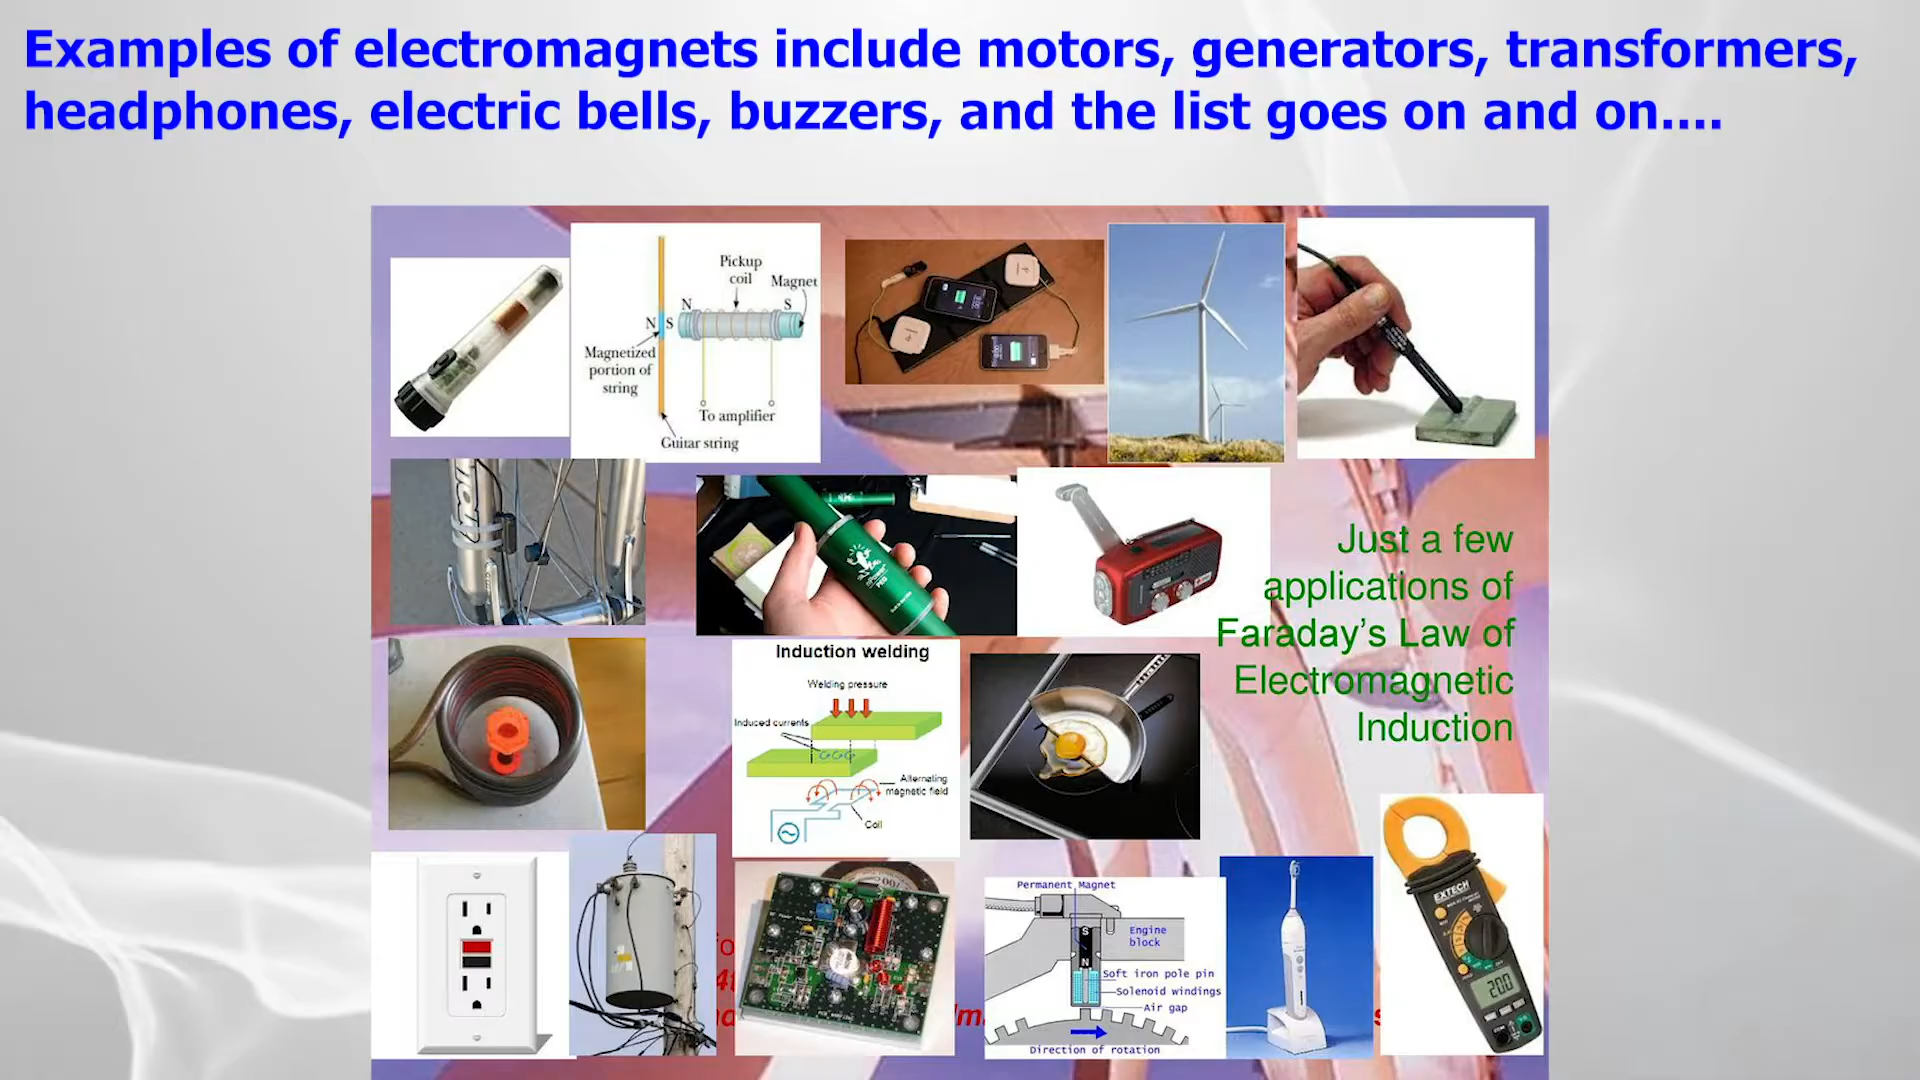 Examples of electromagnets include motors, generators, transformers,
headphones, electric bells, buzzers, and the list goes on and on....
Pickup
coil
Magnet
N
S
N
S
Magnetized
portion of
string
To amplifier
Guitar string
Just a few
applications of
Faraday's Law of
Electromagnetic
Induction
Induction welding
Welding pressure
Induced currents
Alternating
magnetic field
Coil
Permanent Magnet
S
N
Engine
block
Soft iron pole pin
Solenoid windings
Air gap
Direction of rotation
EXTECH
20.0